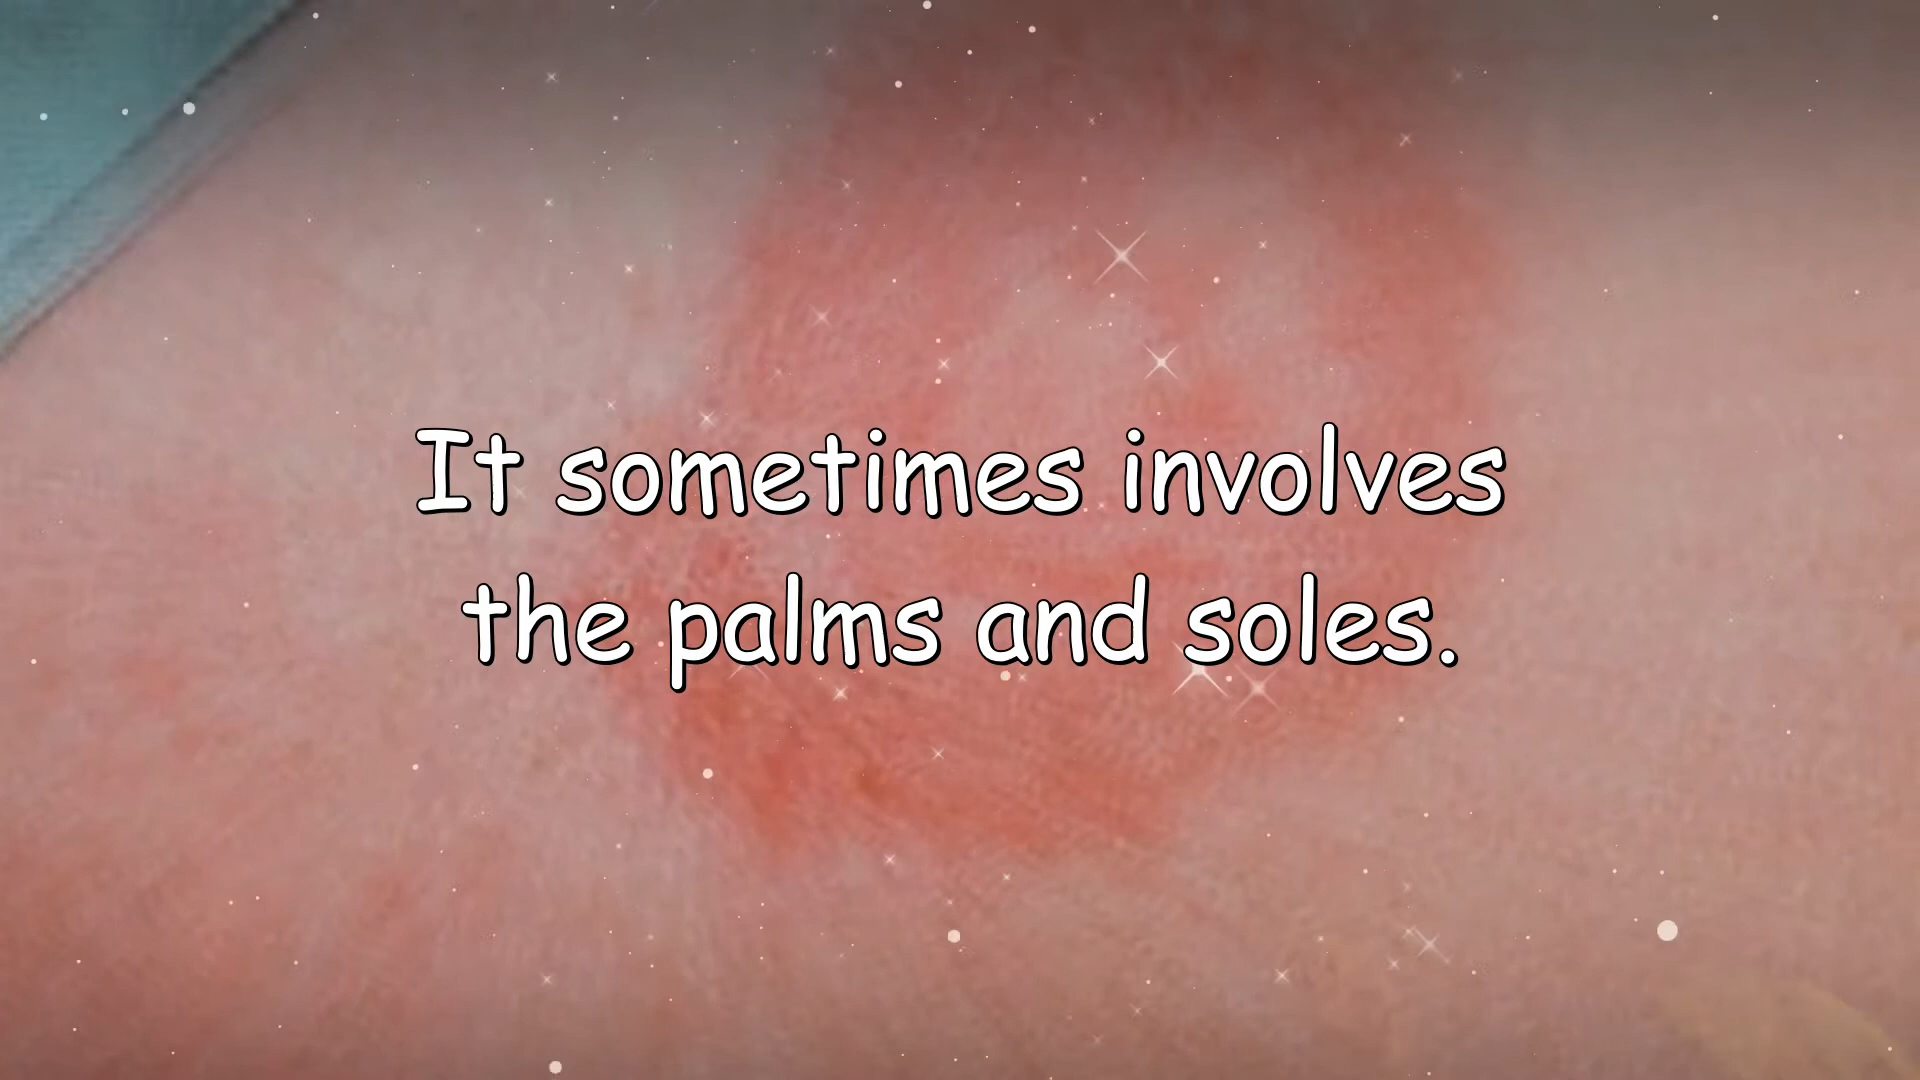 It sometimes involves
the palms and soles.